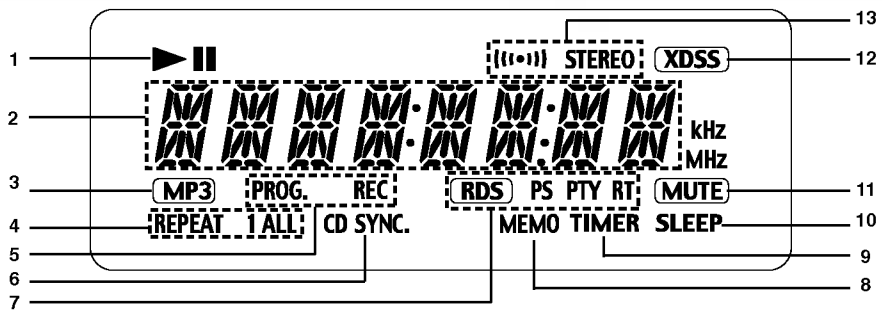 13
1 STEREO XDSS 12
2 kHz
MHz
3 MP3 PROG. REC RDS PS PTY RT MUTE 11
4 REPEAT 1 ALL CD SYNC. MEMO TIMER SLEEP 10
5 9
6 8
7